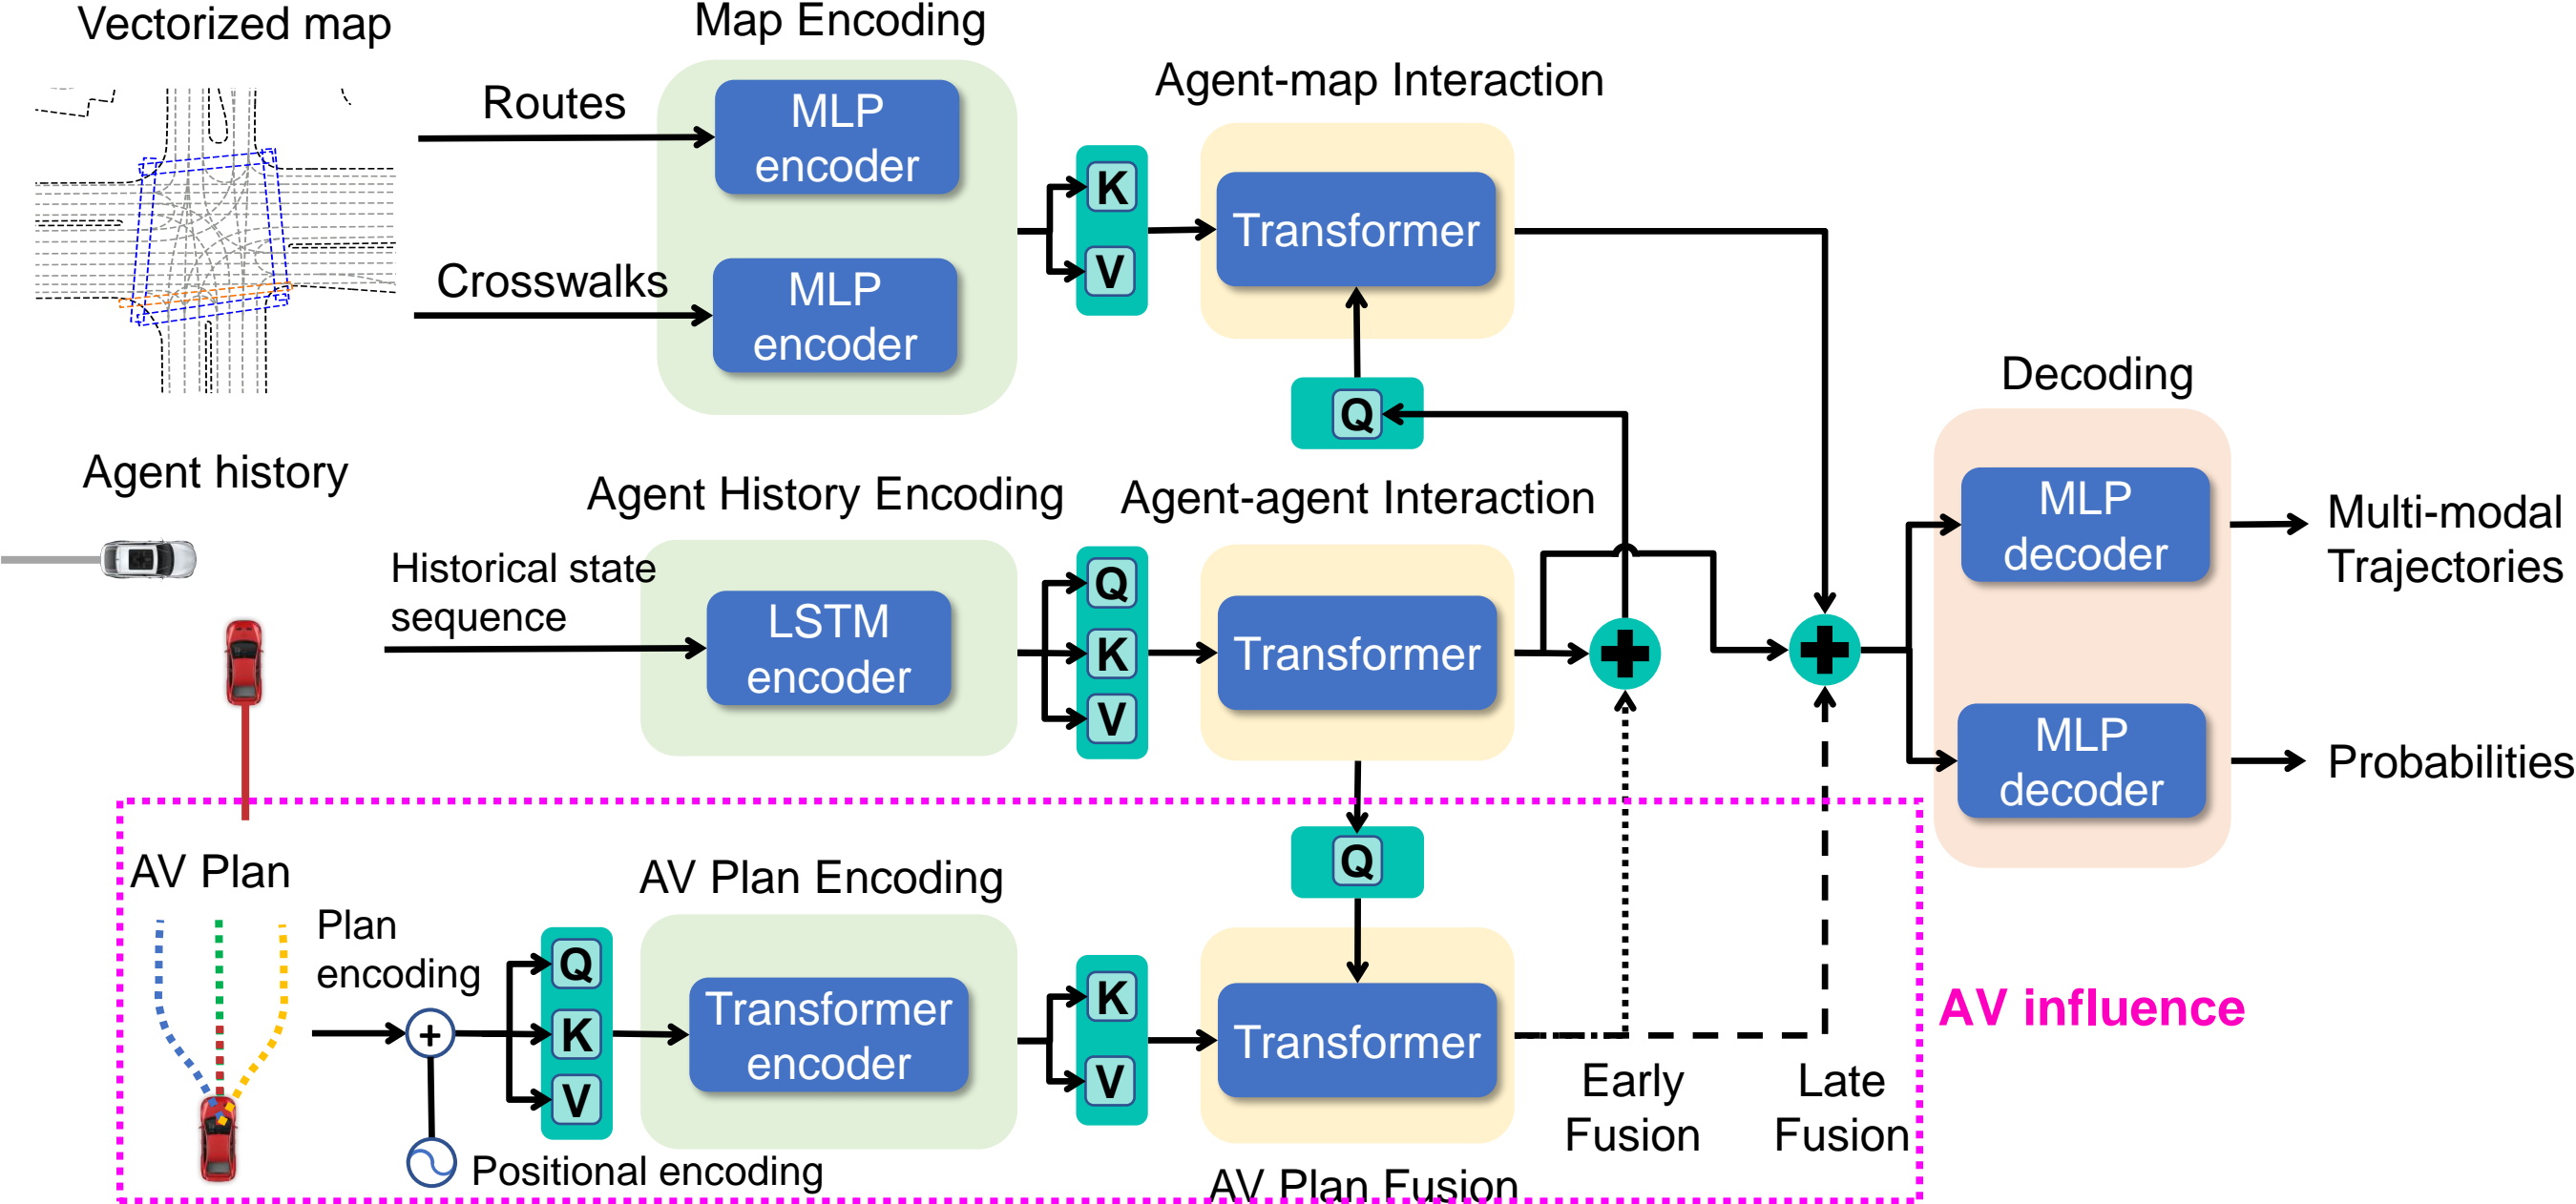 Vectorized map
Map Encoding
Routes
MLP
encoder
Crosswalks
MLP
encoder
K
V
Agent-map Interaction
Transformer
Q
Agent history
Agent History Encoding
Historical state
sequence
LSTM
encoder
Q
K
V
Agent-agent Interaction
Transformer
Decoding
MLP
decoder
Multi-modal
Trajectories
MLP
decoder
Probabilities
AV Plan
Plan
encoding
Positional encoding
Q
K
V
AV Plan Encoding
Transformer
encoder
K
V
Q
Transformer
AV Plan Fusion
Early
Fusion
Late
Fusion
AV influence